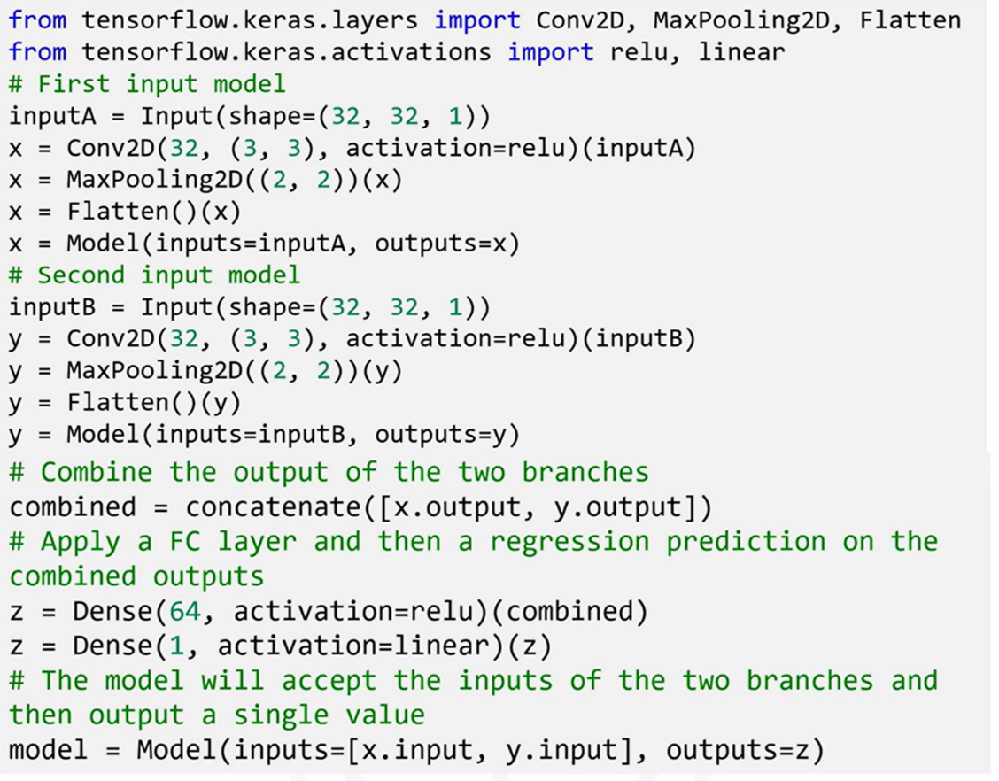 from tensorflow.keras.layers import Conv2D, MaxPooling2D, Flatten
from tensorflow.keras.activations import relu, linear
# First input model
inputA = Input(shape=(32, 32, 1))
x = Conv2D(32, (3, 3), activation=relu)(inputA)
x = MaxPooling2D((2, 2))(x)
x = Flatten()(x)
x = Model(inputs=inputA, outputs=x)
# Second input model
inputB = Input(shape=(32, 32, 1))
y = Conv2D(32, (3, 3), activation=relu)(inputB)
y = MaxPooling2D((2, 2))(y)
y = Flatten()(y)
y = Model(inputs=inputB, outputs=y)
# Combine the output of the two branches
combined = concatenate([x.output, y.output])
# Apply a FC layer and then a regression prediction on the
combined outputs
z = Dense(64, activation=relu)(combined)
z = Dense(1, activation=linear)(z)
# The model will accept the inputs of the two branches and
then output a single value
model = Model(inputs=[x.input, y.input], outputs=z)